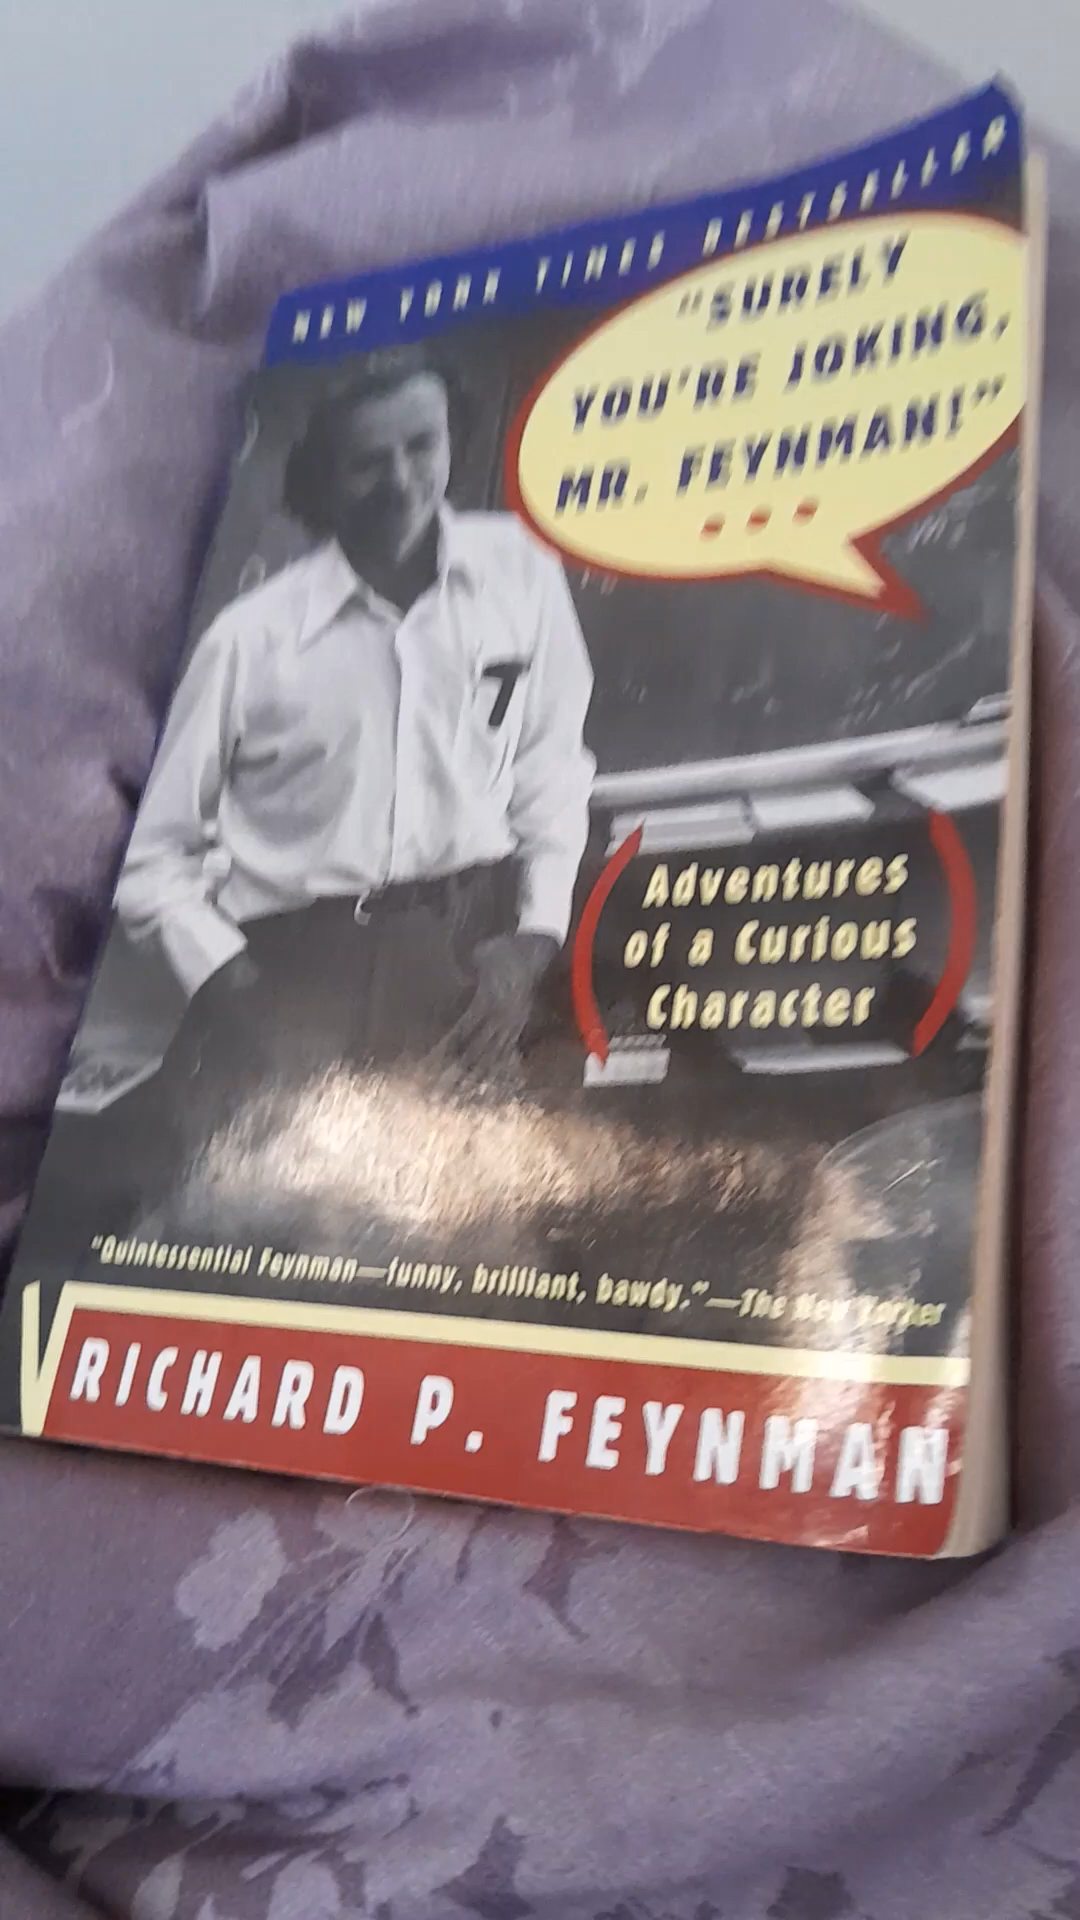 NEW YORK TIMES BESTSELLER
"SURELY
YOU'RE JOKING,
MR. FEYNMAN!"
Adventures
of a Curious
Character
"Quintessential Feynman—funny, brilliant, bawdy."—The New Yorker
RICHARD P. FEYNMAN